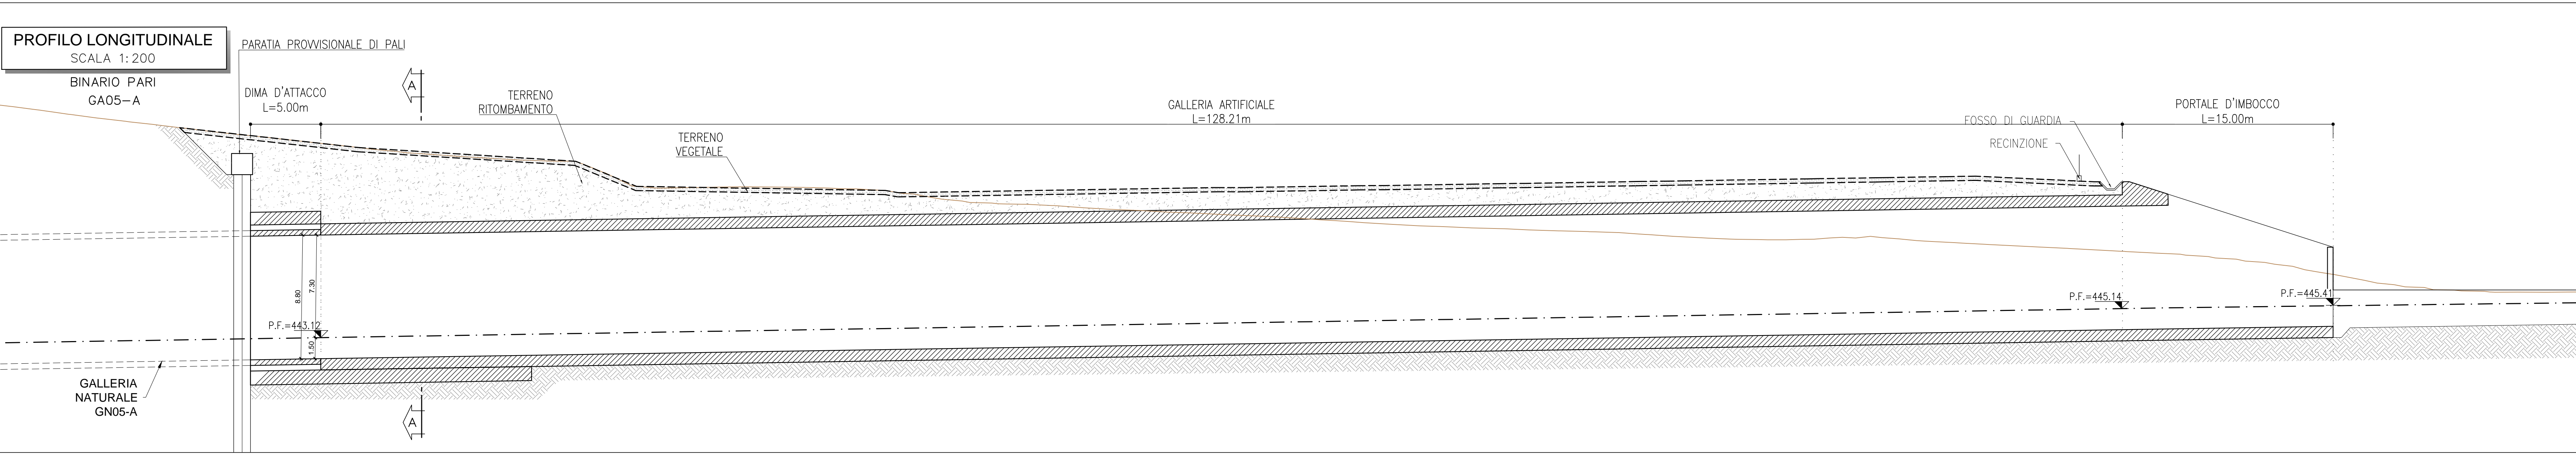 PROFILO LONGITUDINALE
SCALA 1:200
BINARIO PARI
GA05-A
PARATIA PROVVISIONALE DI PALI
DIMA D'ATTACCO
L=5.00m
A
TERRENO
RITOMBAMENTO
TERRENO
VEGETALE
GALLERIA ARTIFICIALE
L=128.21m
FOSSO DI GUARDIA
RECINZIONE
PORTALE D'IMBOCCO
L=15.00m
8.80
7.30
1.50
P.F.=443.12
P.F.=445.14
P.F.=445.41
GALLERIA
NATURALE
GN05-A
A